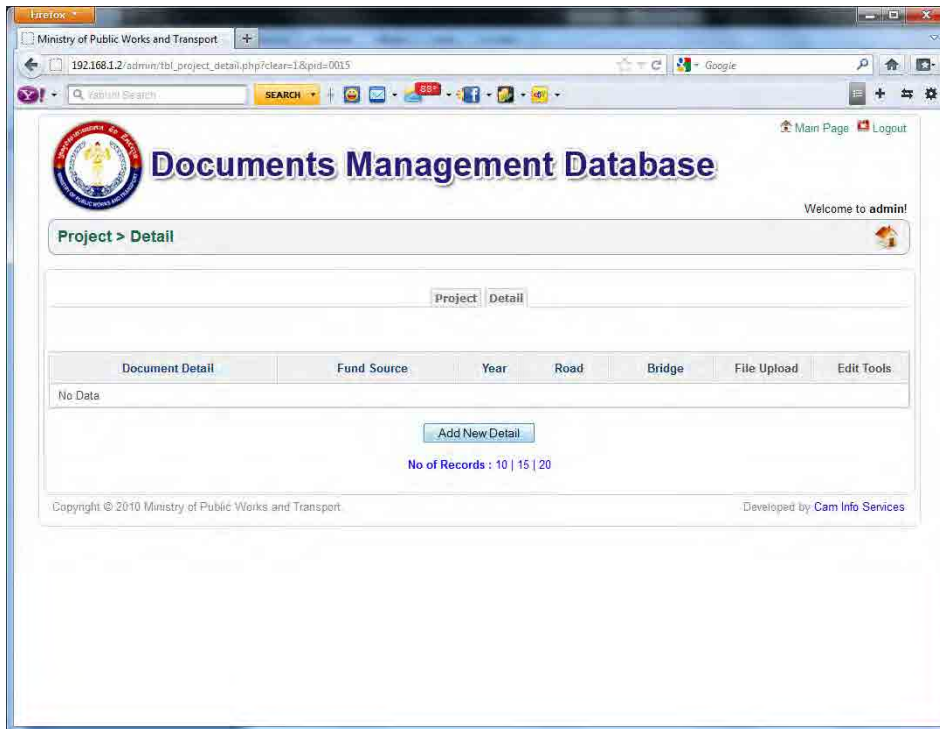 Firefox
Ministry of Public Works and Transport
192.168.1.2/admin/tbl_project_detail.php?clear=1&pid=0015
Google
Yahoo! Search
SEARCH
88°
Main Page Logout
Documents Management Database
Welcome to admin!
Project > Detail
Project Detail
Document Detail Fund Source Year Road Bridge File Upload Edit Tools
No Data
Add New Detail
No of Records : 10 | 15 | 20
Copyright © 2010 Ministry of Public Works and Transport Developed by Cam Info Services